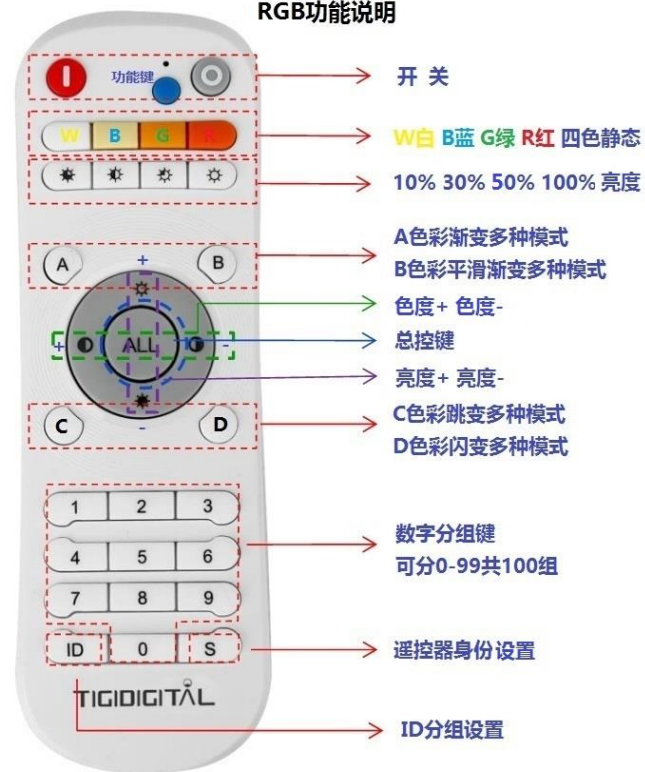 RGB功能说明
功能键
开 关
W B G R
W白 B蓝 G绿 R红 四色静态
10% 30% 50% 100% 亮度
A B
A色彩渐变多种模式
B色彩平滑渐变多种模式
+
色度+ 色度-
+ ALL -
总控键
亮度+ 亮度-
-
C D
C色彩跳变多种模式
D色彩闪变多种模式
1 2 3
4 5 6
数字分组键
可分0-99共100组
7 8 9
ID 0 S
遥控器身份设置
TIGIDIGITÅL
ID分组设置